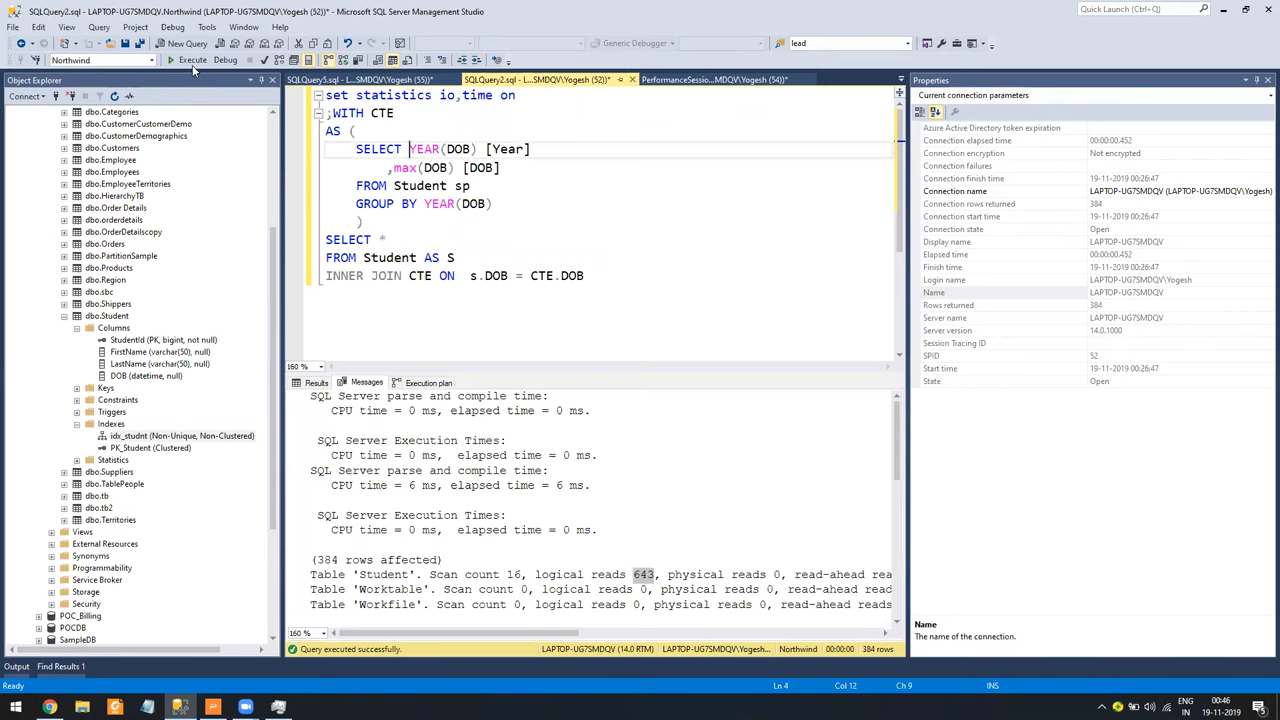 SQLQuery2.sql - LAPTOP-UG7SMDQV.Northwind (LAPTOP-UG7SMDQV\Yogesh (52))* - Microsoft SQL Server Management Studio
Quick Launch (Ctrl+Q)
File Edit View Query Project Debug Tools Window Help
New Query
Generic Debugger
lead
Northwind
Execute Debug
Object Explorer
SQLQuery5.sql - L...SMDQV\Yogesh (55))*
SQLQuery2.sql - L...SMDQV\Yogesh (52))*
PerformanceSessio...MDQV\Yogesh (54))*
Properties
Connect
dbo.Categories
dbo.CustomerCustomerDemo
dbo.CustomerDemographics
dbo.Customers
dbo.Employee
dbo.EmployeeTerritories
dbo.HierarchyTB
dbo.Order Details
dbo.orderdetails
dbo.OrderDetailscopy
dbo.Orders
dbo.PartitionSample
dbo.Products
dbo.Region
dbo.sbc
dbo.Shippers
dbo.Student
Columns
StudentId (PK, bigint, not null)
FirstName (varchar(50), null)
LastName (varchar(50), null)
DOB (datetime, null)
Keys
Constraints
Triggers
Indexes
idx_studnt (Non-Unique, Non-Clustered)
PK_Student (Clustered)
Statistics
dbo.Suppliers
dbo.TablePeople
dbo.tb
dbo.tb2
dbo.Territories
Views
External Resources
Synonyms
Programmability
Service Broker
Storage
Security
POC_Billing
POCDB
SampleDB
set statistics io,time on
;WITH CTE
AS (
SELECT YEAR(DOB) [Year]
,max(DOB) [DOB]
FROM Student sp
GROUP BY YEAR(DOB)
)
SELECT *
FROM Student AS S
INNER JOIN CTE ON s.DOB = CTE.DOB
160 %
Results Messages Execution plan
SQL Server parse and compile time:
CPU time = 0 ms, elapsed time = 0 ms.
SQL Server Execution Times:
CPU time = 0 ms, elapsed time = 0 ms.
SQL Server parse and compile time:
CPU time = 6 ms, elapsed time = 6 ms.
SQL Server Execution Times:
CPU time = 0 ms, elapsed time = 0 ms.
(384 rows affected)
Table 'Student'. Scan count 16, logical reads 643, physical reads 0, read-ahead rea
Table 'Worktable'. Scan count 0, logical reads 0, physical reads 0, read-ahead rea
Table 'Workfile'. Scan count 0, logical reads 0, physical reads 0, read-ahead reads
160 %
Query executed successfully.
LAPTOP-UG7SMDQV (14.0 RTM)
LAPTOP-UG7SMDQV\Yogesh...
Northwind
00:00:00
384 rows
Current connection parameters
Azure Active Directory token expiration
Connection elapsed time 00:00:00.452
Connection encryption Not encrypted
Connection failures
Connection finish time 19-11-2019 00:26:47
Connection name LAPTOP-UG7SMDQV (LAPTOP-UG7SMDQV\Yogesh)
Connection rows returned 384
Connection start time 19-11-2019 00:26:47
Connection state Open
Display name LAPTOP-UG7SMDQV
Elapsed time 00:00:00.452
Finish time 19-11-2019 00:26:47
Login name LAPTOP-UG7SMDQV\Yogesh
Name LAPTOP-UG7SMDQV
Rows returned 384
Server name LAPTOP-UG7SMDQV
Server version 14.0.1000
Session Tracing ID
SPID 52
Start time 19-11-2019 00:26:47
State Open
Name
The name of the connection.
Output Find Results 1
Ready
Ln 4 Col 12 Ch 9 INS
ENG
IN
00:46
19-11-2019
5